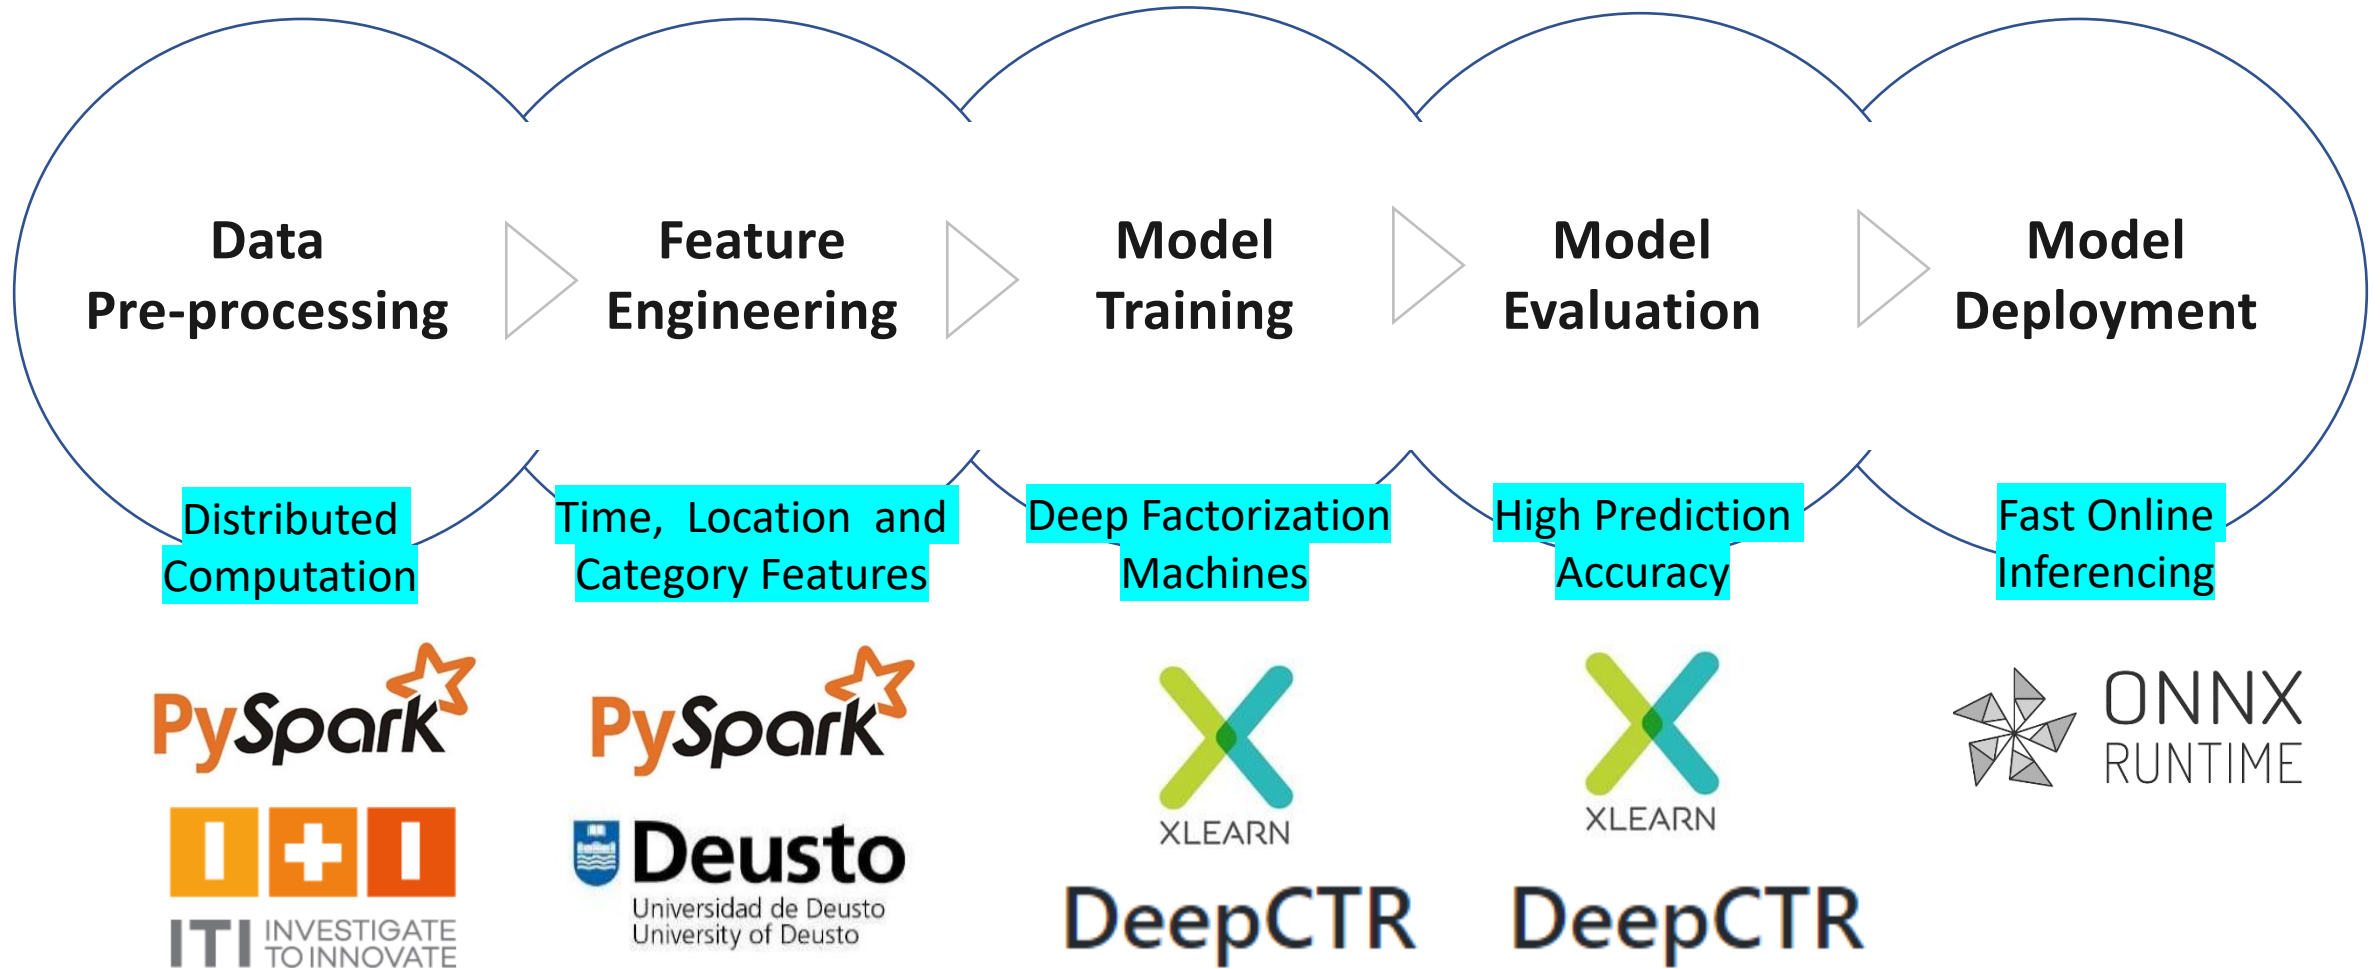 Data
Pre-processing
Feature
Engineering
Model
Training
Model
Evaluation
Model
Deployment
Distributed
Computation
Time, Location and
Category Features
Deep Factorization
Machines
High Prediction
Accuracy
Fast Online
Inferencing
PySpark
ITI INVESTIGATE
TO INNOVATE
PySpark
Deusto
Universidad de Deusto
University of Deusto
XLEARN
DeepCTR
XLEARN
DeepCTR
ONNX
RUNTIME